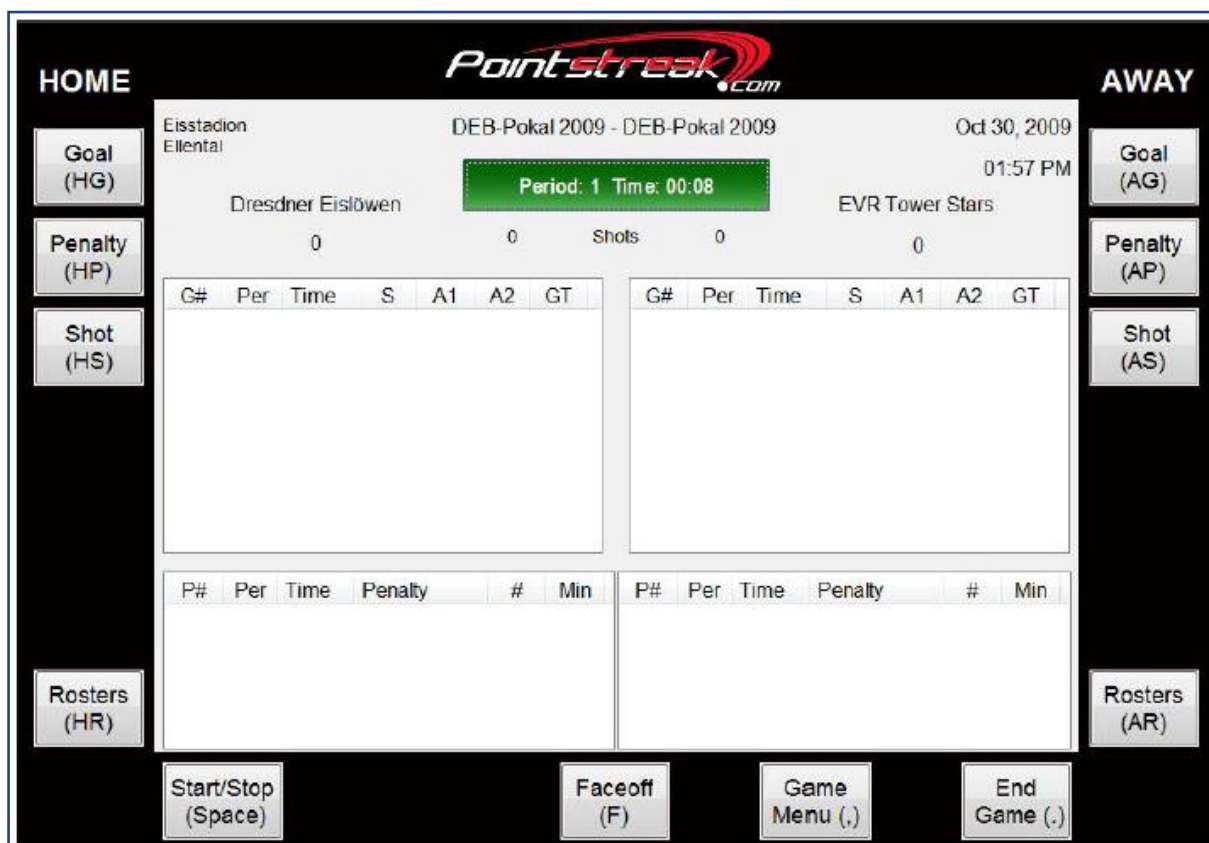 Pointstreak.com
HOME
AWAY
Eisstadion
Ellental
DEB-Pokal 2009 - DEB-Pokal 2009
Oct 30, 2009
01:57 PM
Period: 1 Time: 00:08
Dresdner Eislöwen
EVR Tower Stars
0
0 Shots 0
0
G# Per Time S A1 A2 GT
G# Per Time S A1 A2 GT
P# Per Time Penalty # Min
P# Per Time Penalty # Min
Goal
(HG)
Penalty
(HP)
Shot
(HS)
Rosters
(HR)
Goal
(AG)
Penalty
(AP)
Shot
(AS)
Rosters
(AR)
Start/Stop
(Space)
Faceoff
(F)
Game
Menu (,)
End
Game (.)